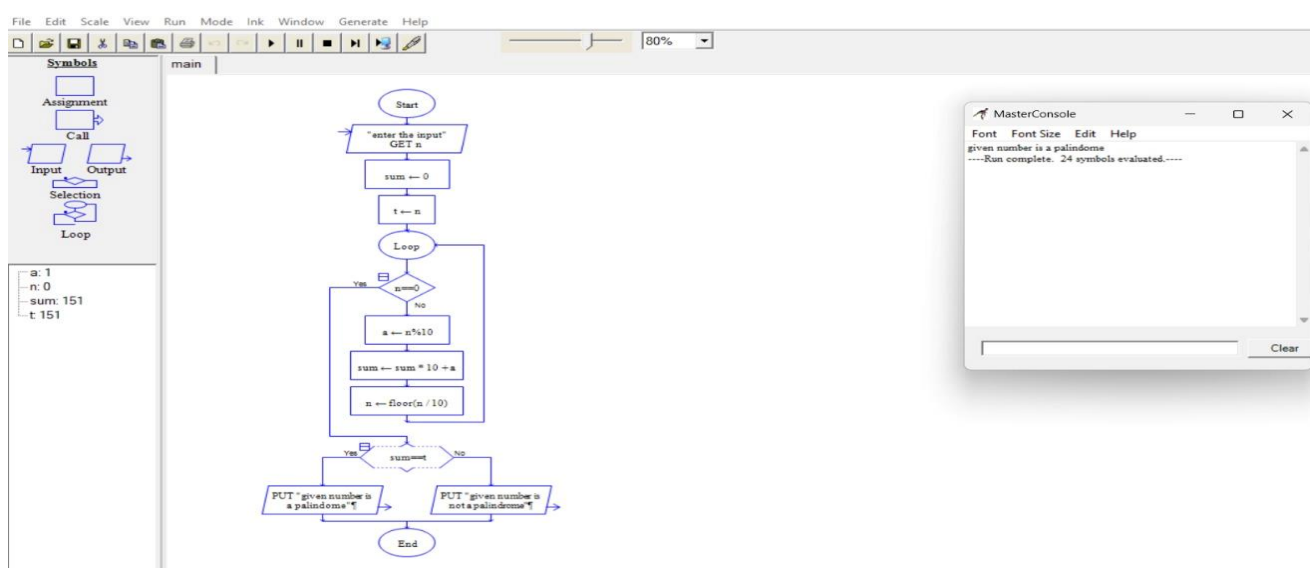 File Edit Scale View Run Mode Ink Window Generate Help
80%
Symbols
Assignment
Call
Input Output
Selection
Loop
a: 1
n: 0
sum: 151
t: 151
main
Start
"enter the input"
GET n
sum ← 0
t ← n
Loop
Yes
n==0
No
a ← n%10
sum ← sum * 10 + a
n ← floor(n / 10)
Yes
sum==t
No
PUT "given number is
a palindome"¶
PUT "given number is
not a palindrome"¶
End
MasterConsole
Font Font Size Edit Help
given number is a palindome
----Run complete. 24 symbols evaluated.----
Clear